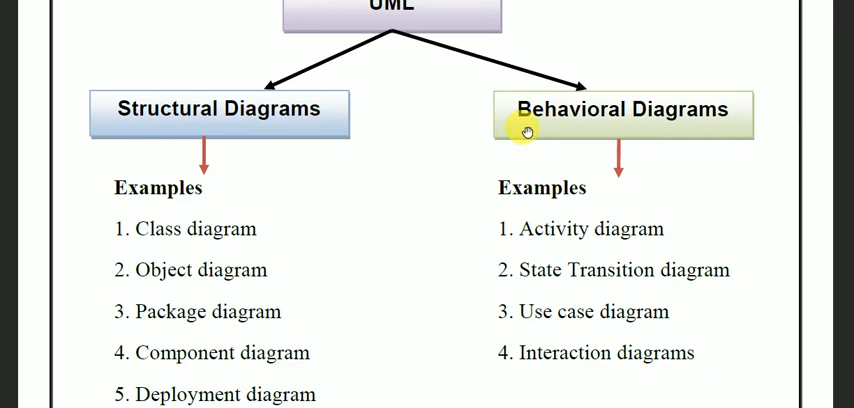 UML
Structural Diagrams
Behavioral Diagrams
Examples
1. Class diagram
2. Object diagram
3. Package diagram
4. Component diagram
5. Deployment diagram
Examples
1. Activity diagram
2. State Transition diagram
3. Use case diagram
4. Interaction diagrams